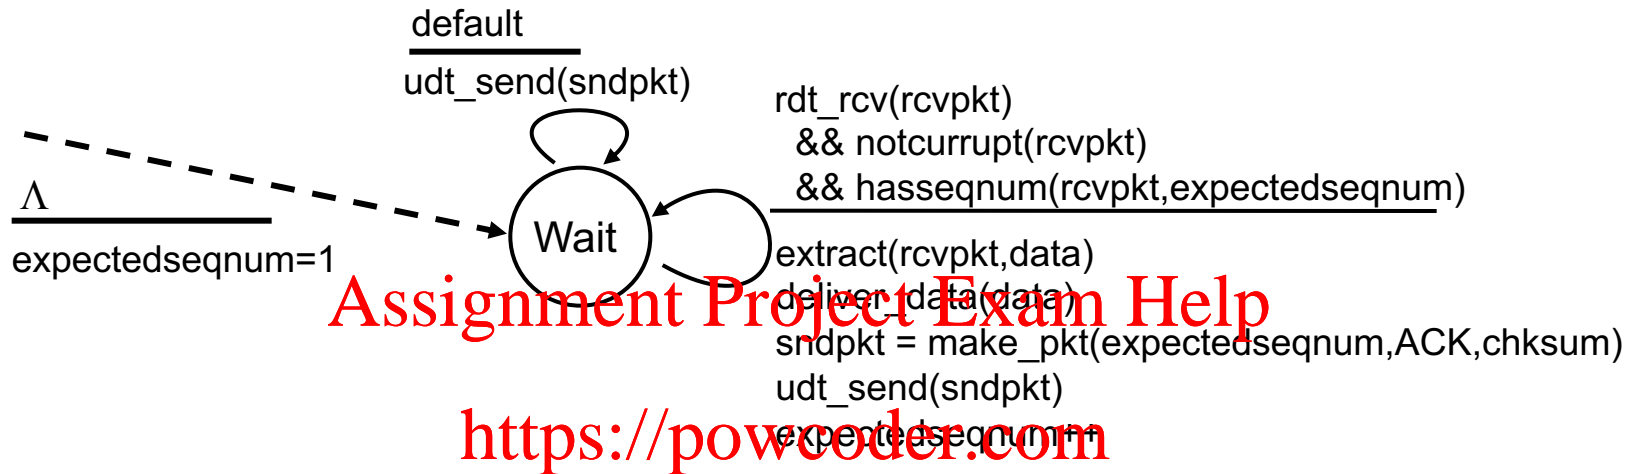 default
udt_send(sndpkt)
rdt_rcv(rcvpkt)
&& notcurrupt(rcvpkt)
&& hasseqnum(rcvpkt,expectedseqnum)
Λ
expectedseqnum=1
Wait
extract(rcvpkt,data)
deliver_data(data)
Assignment Project Exam Help
sndpkt = make_pkt(expectedseqnum,ACK,chksum)
udt_send(sndpkt)
expectedseqnum++
https://powcoder.com